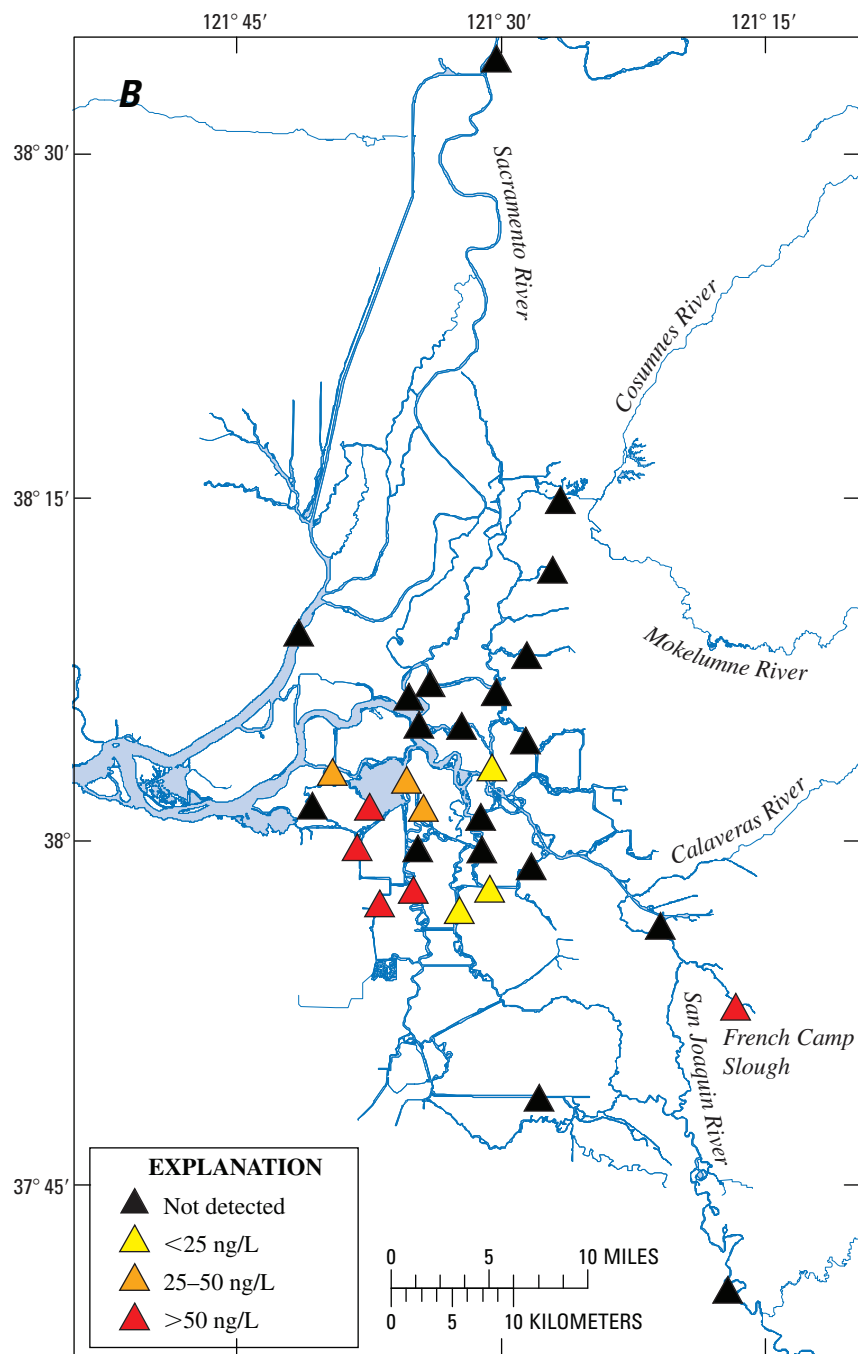 121° 45′
121° 30′
121° 15′
B
38° 30′
Sacramento River
Cosumnes River
38° 15′
Mokelumne River
Calaveras River
38°
San Joaquin River
French Camp
Slough
37° 45′
EXPLANATION
Not detected
<25 ng/L
25–50 ng/L
>50 ng/L
0 5 10 MILES
0 5 10 KILOMETERS